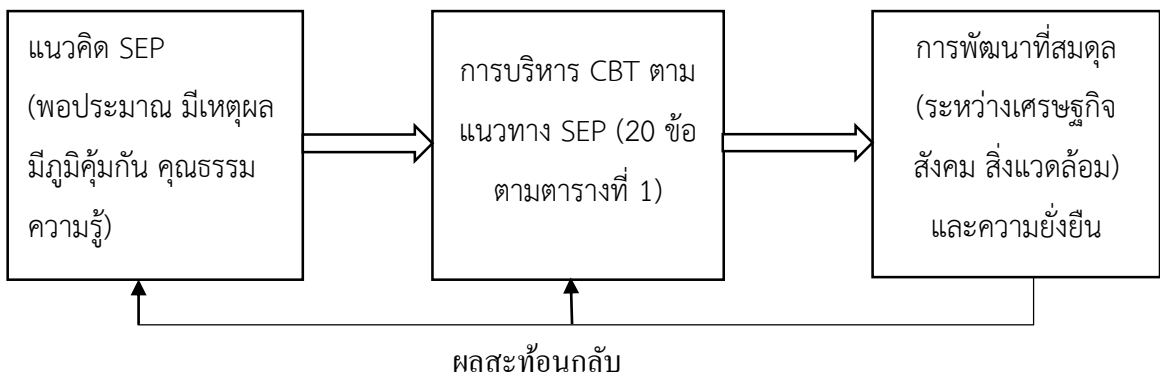 แนวคิด SEP
(พอประมาณ มีเหตุผล
มีภูมิคุ้มกัน คุณธรรม
ความรู้)
การบริหาร CBT ตาม
แนวทาง SEP (20 ข้อ
ตามตารางที่ 1)
การพัฒนาที่สมดุล
(ระหว่างเศรษฐกิจ
สังคม สิ่งแวดล้อม)
และความยั่งยืน
ผลสะท้อนกลับ